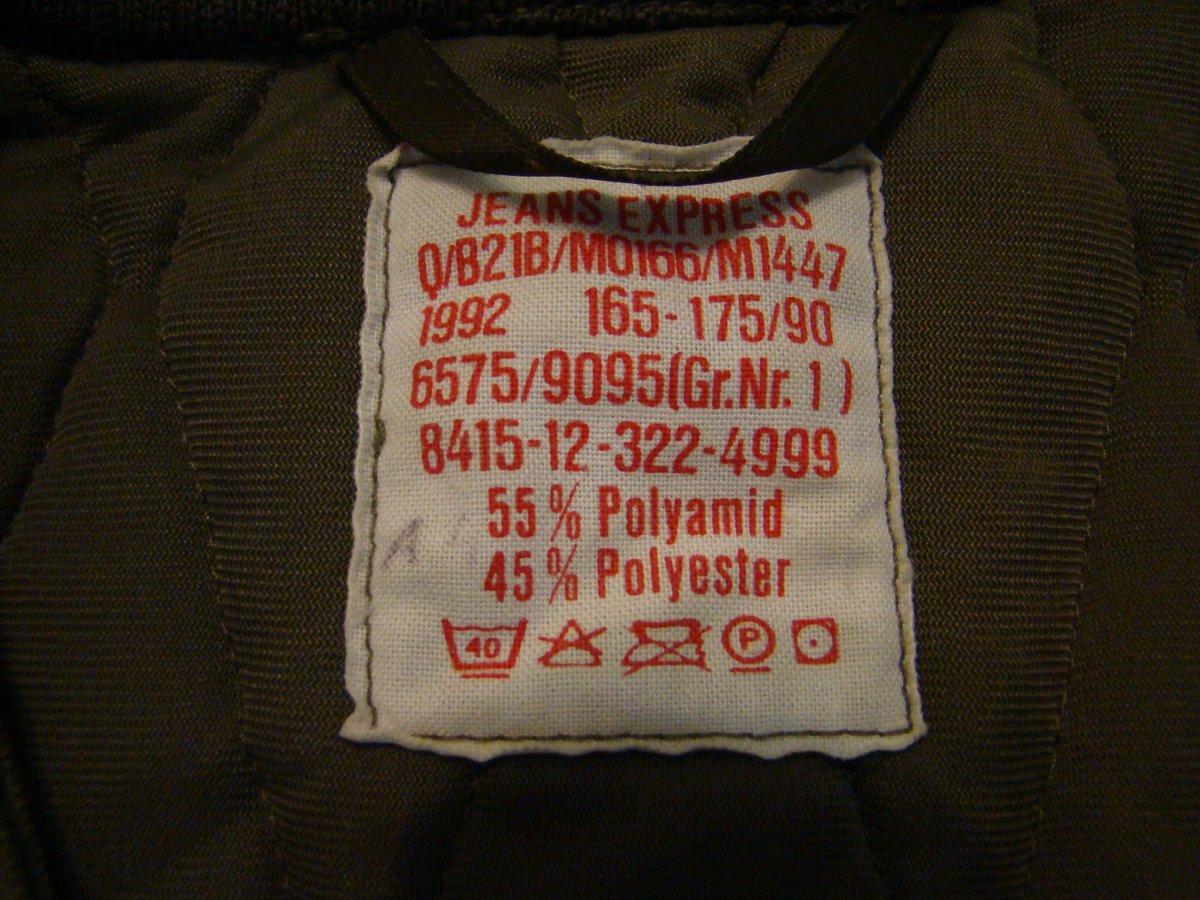 JEANS EXPRESS
Q/B21B/M0166/M1447
1992 165-175/90
6575/9095(Gr.Nr.1)
8415-12-322-4999
55% Polyamid
45% Polyester
40 P